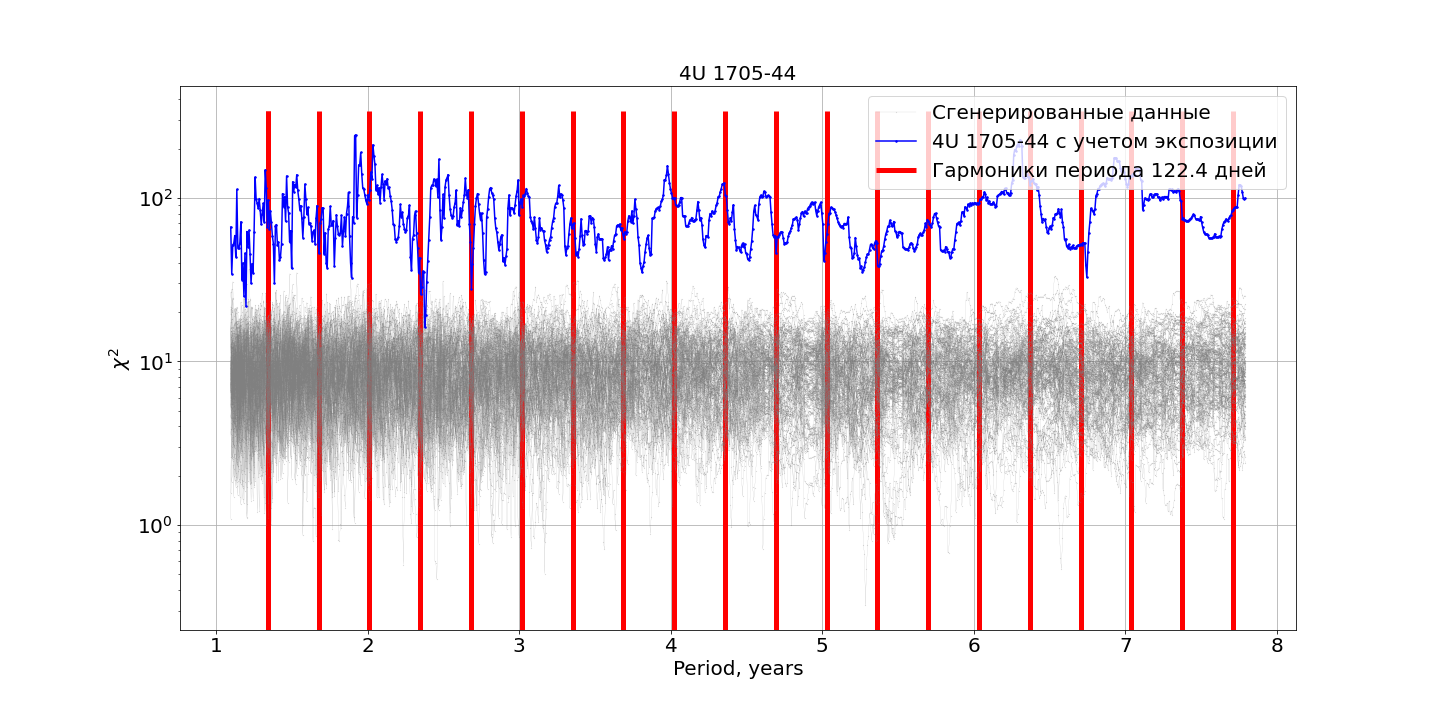 4U 1705-44
Сгенерированные данные
4U 1705-44 с учетом экспозиции
Гармоники периода 122.4 дней
10²
10¹
10⁰
χ²
1 2 3 4 5 6 7 8
Period, years